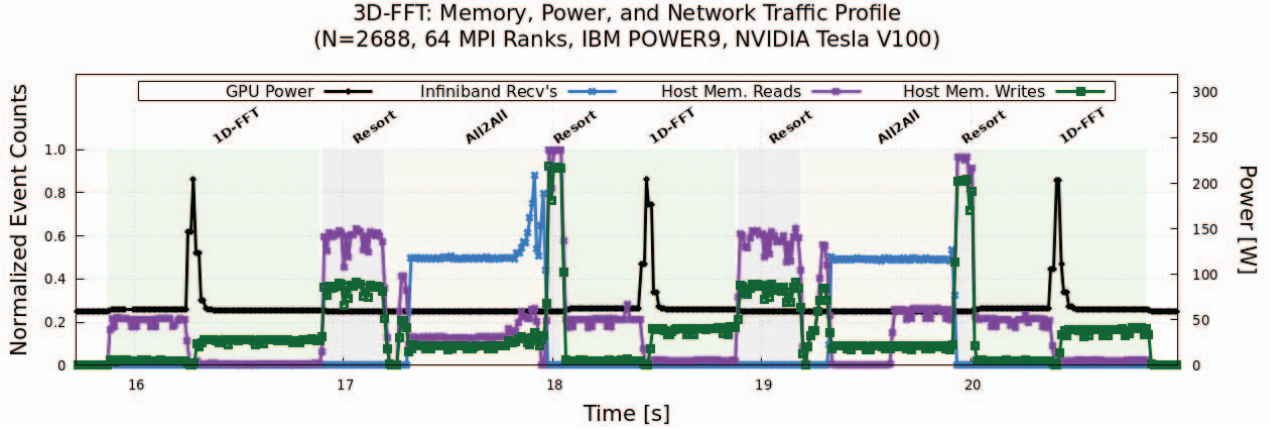 3D-FFT: Memory, Power, and Network Traffic Profile
(N=2688, 64 MPI Ranks, IBM POWER9, NVIDIA Tesla V100)
GPU Power Infiniband Recv's Host Mem. Reads Host Mem. Writes
1D-FFT Resort All2All Resort 1D-FFT Resort All2All Resort 1D-FFT
Normalized Event Counts
1.0
0.8
0.6
0.4
0.2
0
300
250
200
150
100
50
0
Power [W]
16 17 18 19 20
Time [s]